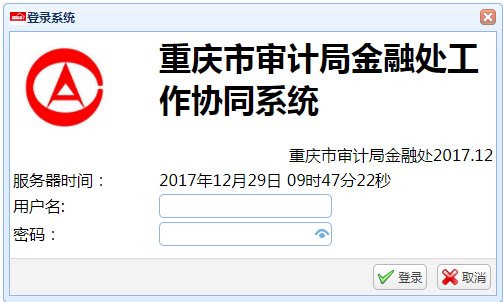 登录系统
重庆市审计局金融处工
作协同系统
重庆市审计局金融处2017.12
服务器时间： 2017年12月29日 09时47分22秒
用户名:
密码：
登录 取消